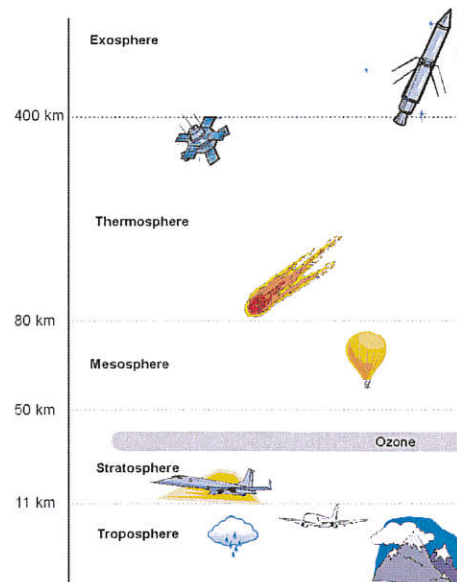 Exosphere
400 km
Thermosphere
80 km
Mesosphere
50 km
Ozone
Stratosphere
11 km
Troposphere